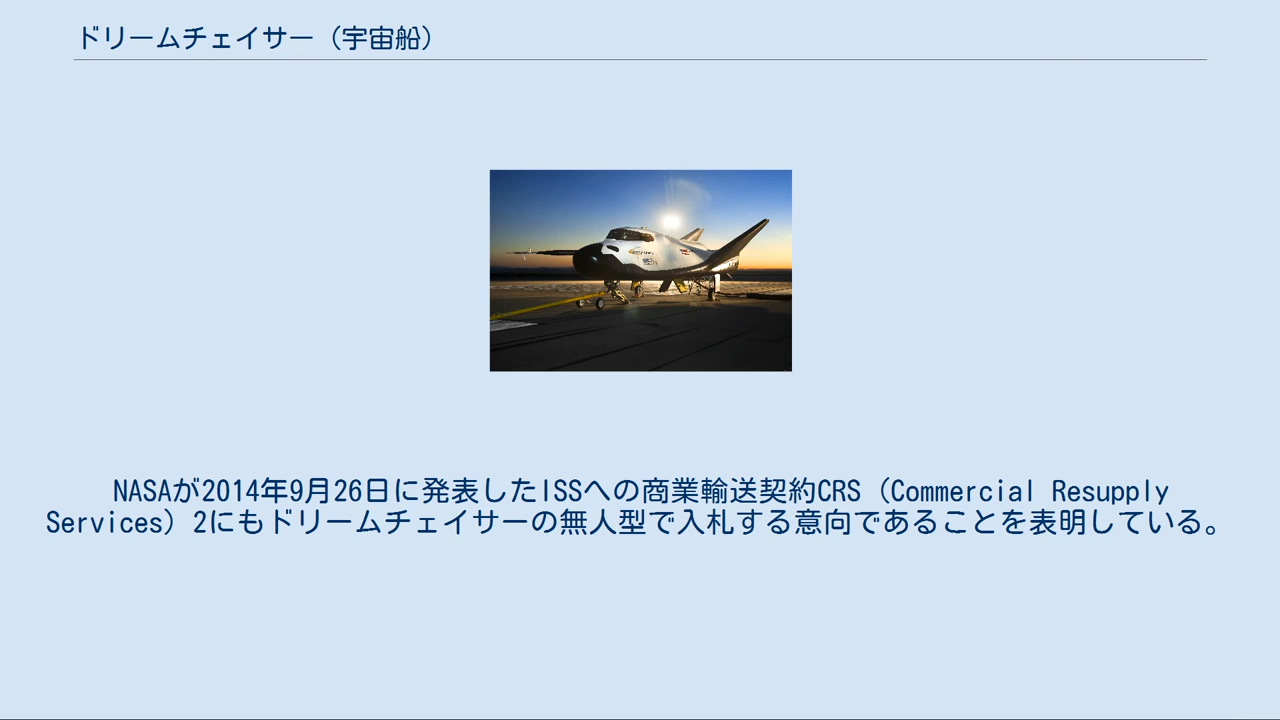 ドリームチェイサー（宇宙船）
NASAが2014年9月26日に発表したISSへの商業輸送契約CRS（Commercial Resupply
Services）2にもドリームチェイサーの無人型で入札する意向であることを表明している。